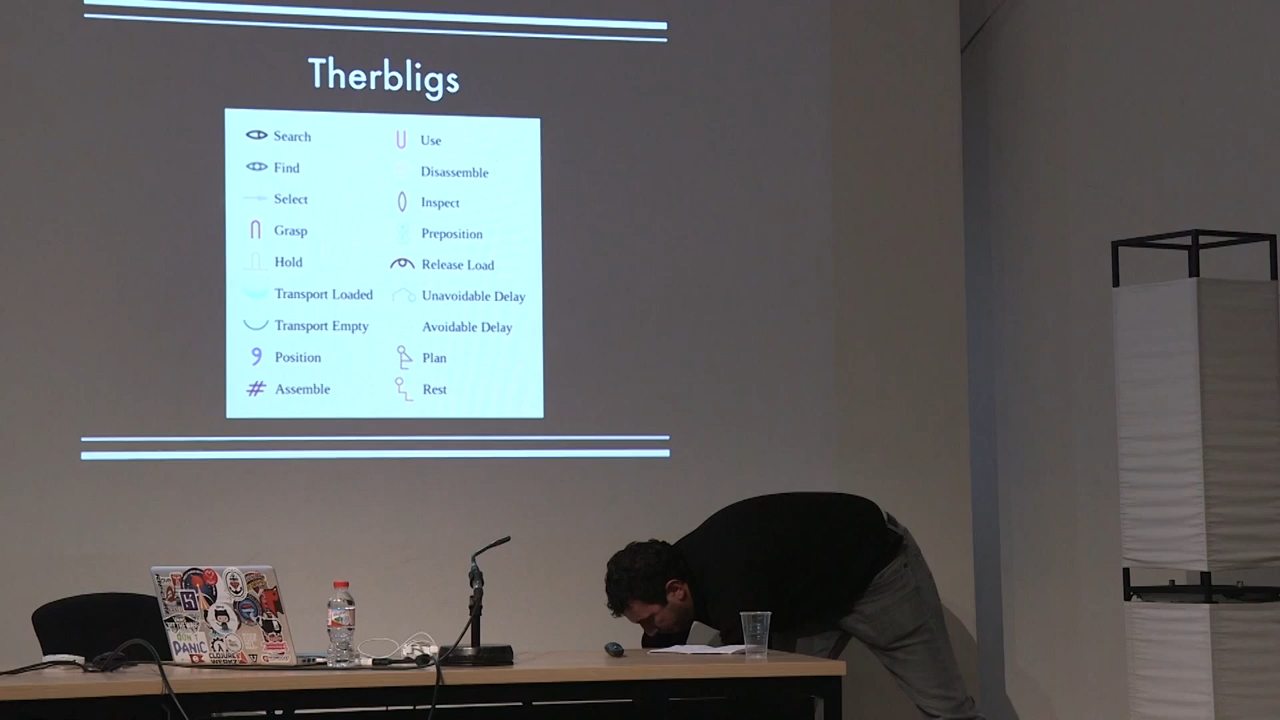 Therbligs
Search
Find
Select
Grasp
Hold
Transport Loaded
Transport Empty
Position
Assemble
Use
Disassemble
Inspect
Preposition
Release Load
Unavoidable Delay
Avoidable Delay
Plan
Rest
DON'T
PANIC